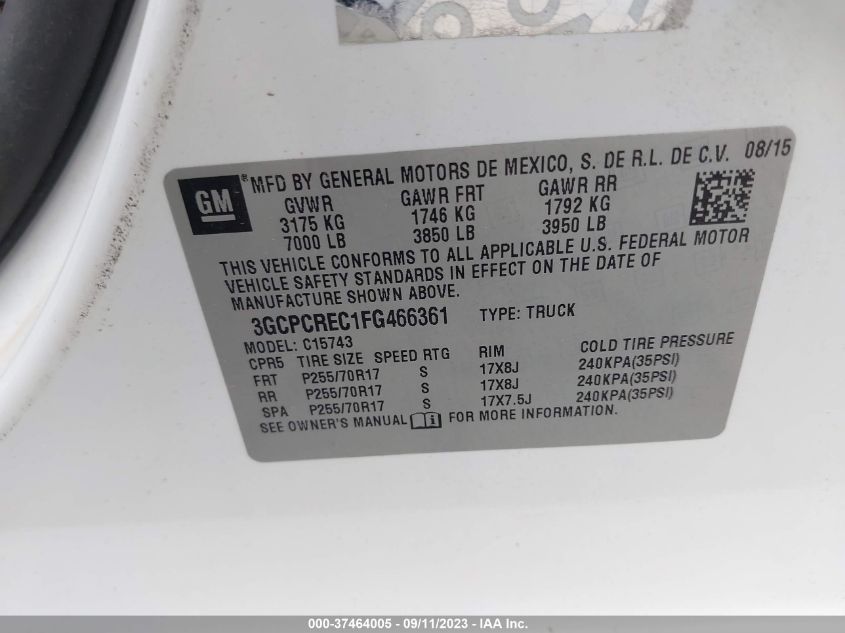 GM ® MFD BY GENERAL MOTORS DE MEXICO, S. DE R.L. DE C.V. 08/15
GVWR GAWR FRT GAWR RR
3175 KG 1746 KG 1792 KG
7000 LB 3850 LB 3950 LB
THIS VEHICLE CONFORMS TO ALL APPLICABLE U.S. FEDERAL MOTOR
VEHICLE SAFETY STANDARDS IN EFFECT ON THE DATE OF
MANUFACTURE SHOWN ABOVE.
3GCPCREC1FG466361 TYPE: TRUCK
MODEL: C15743
CPR5 TIRE SIZE SPEED RTG RIM COLD TIRE PRESSURE
FRT P255/70R17 S 17X8J 240KPA(35PSI)
RR P255/70R17 S 17X8J 240KPA(35PSI)
SPA P255/70R17 S 17X7.5J 240KPA(35PSI)
SEE OWNER'S MANUAL FOR MORE INFORMATION.
000-37464005 - 09/11/2023 - IAA Inc.